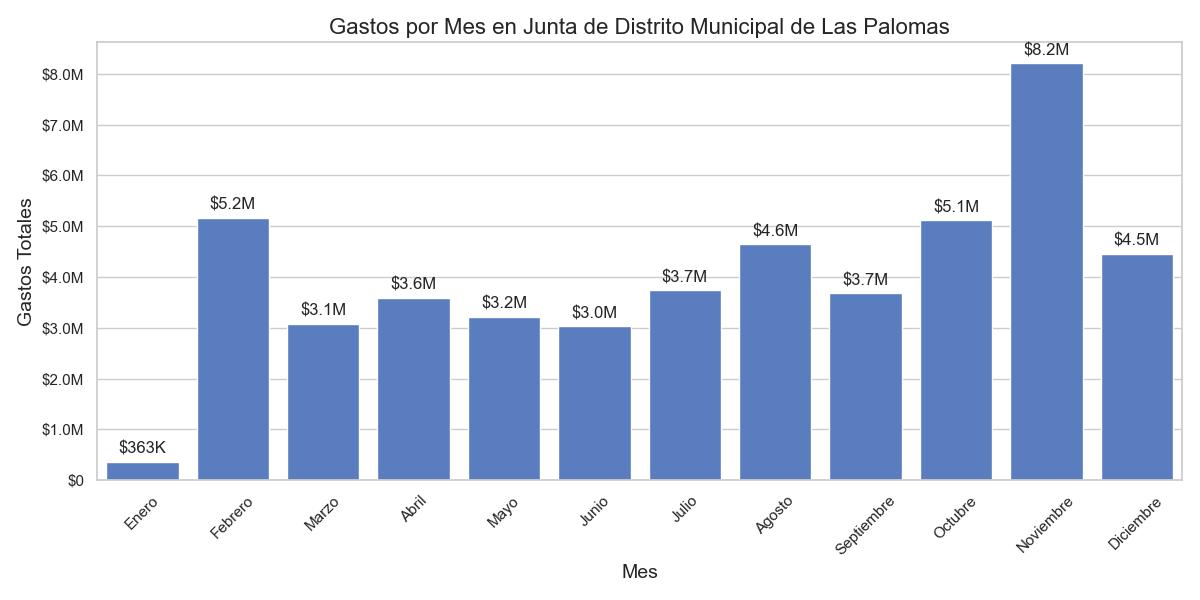 Gastos por Mes en Junta de Distrito Municipal de Las Palomas
Gastos Totales
$8.0M
$7.0M
$6.0M
$5.0M
$4.0M
$3.0M
$2.0M
$1.0M
$0
$363K
$5.2M
$3.1M
$3.6M
$3.2M
$3.0M
$3.7M
$4.6M
$3.7M
$5.1M
$8.2M
$4.5M
Enero
Febrero
Marzo
Abril
Mayo
Junio
Julio
Agosto
Septiembre
Octubre
Noviembre
Diciembre
Mes